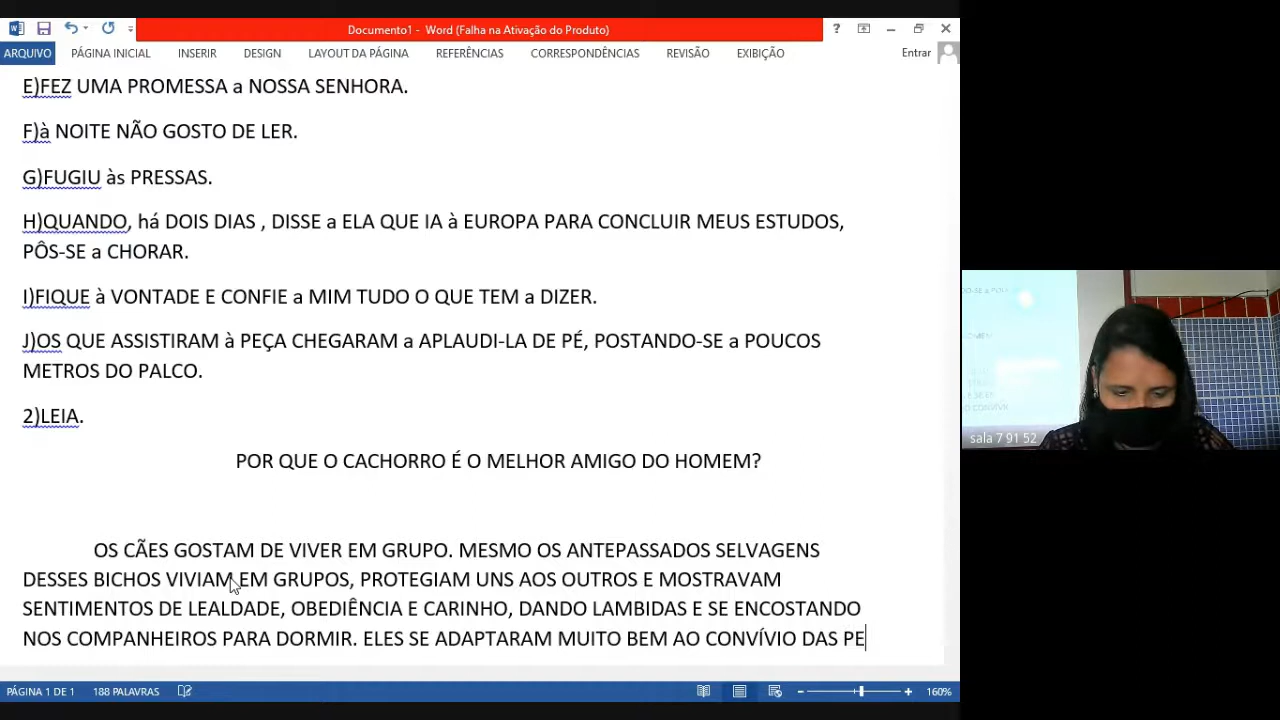 Documento1 - Word (Falha na Ativação do Produto)
ARQUIVO PÁGINA INICIAL INSERIR DESIGN LAYOUT DA PÁGINA REFERÊNCIAS CORRESPONDÊNCIAS REVISÃO EXIBIÇÃO Entrar
E)FEZ UMA PROMESSA a NOSSA SENHORA.
F)à NOITE NÃO GOSTO DE LER.
G)FUGIU às PRESSAS.
H)QUANDO, há DOIS DIAS , DISSE a ELA QUE IA à EUROPA PARA CONCLUIR MEUS ESTUDOS,
PÔS-SE a CHORAR.
I)FIQUE à VONTADE E CONFIE a MIM TUDO O QUE TEM a DIZER.
J)OS QUE ASSISTIRAM à PEÇA CHEGARAM a APLAUDI-LA DE PÉ, POSTANDO-SE a POUCOS
METROS DO PALCO.
2)LEIA.
POR QUE O CACHORRO É O MELHOR AMIGO DO HOMEM?
OS CÃES GOSTAM DE VIVER EM GRUPO. MESMO OS ANTEPASSADOS SELVAGENS
DESSES BICHOS VIVIAM EM GRUPOS, PROTEGIAM UNS AOS OUTROS E MOSTRAVAM
SENTIMENTOS DE LEALDADE, OBEDIÊNCIA E CARINHO, DANDO LAMBIDAS E SE ENCOSTANDO
NOS COMPANHEIROS PARA DORMIR. ELES SE ADAPTARAM MUITO BEM AO CONVÍVIO DAS PE
PÁGINA 1 DE 1 188 PALAVRAS 160%
sala 7 91 52